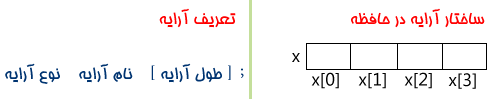 ساختار آرایه در حافظه
x
x[0] x[1] x[2] x[3]
تعریف آرایه
نوع آرایه نام آرایه [ طول آرایه ] ;